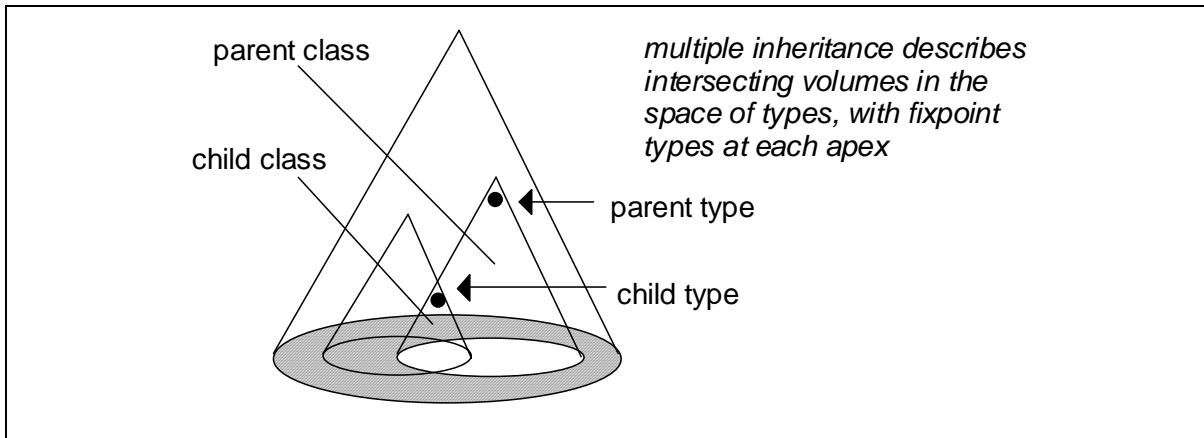 parent class
child class
multiple inheritance describes
intersecting volumes in the
space of types, with fixpoint
types at each apex
parent type
child type